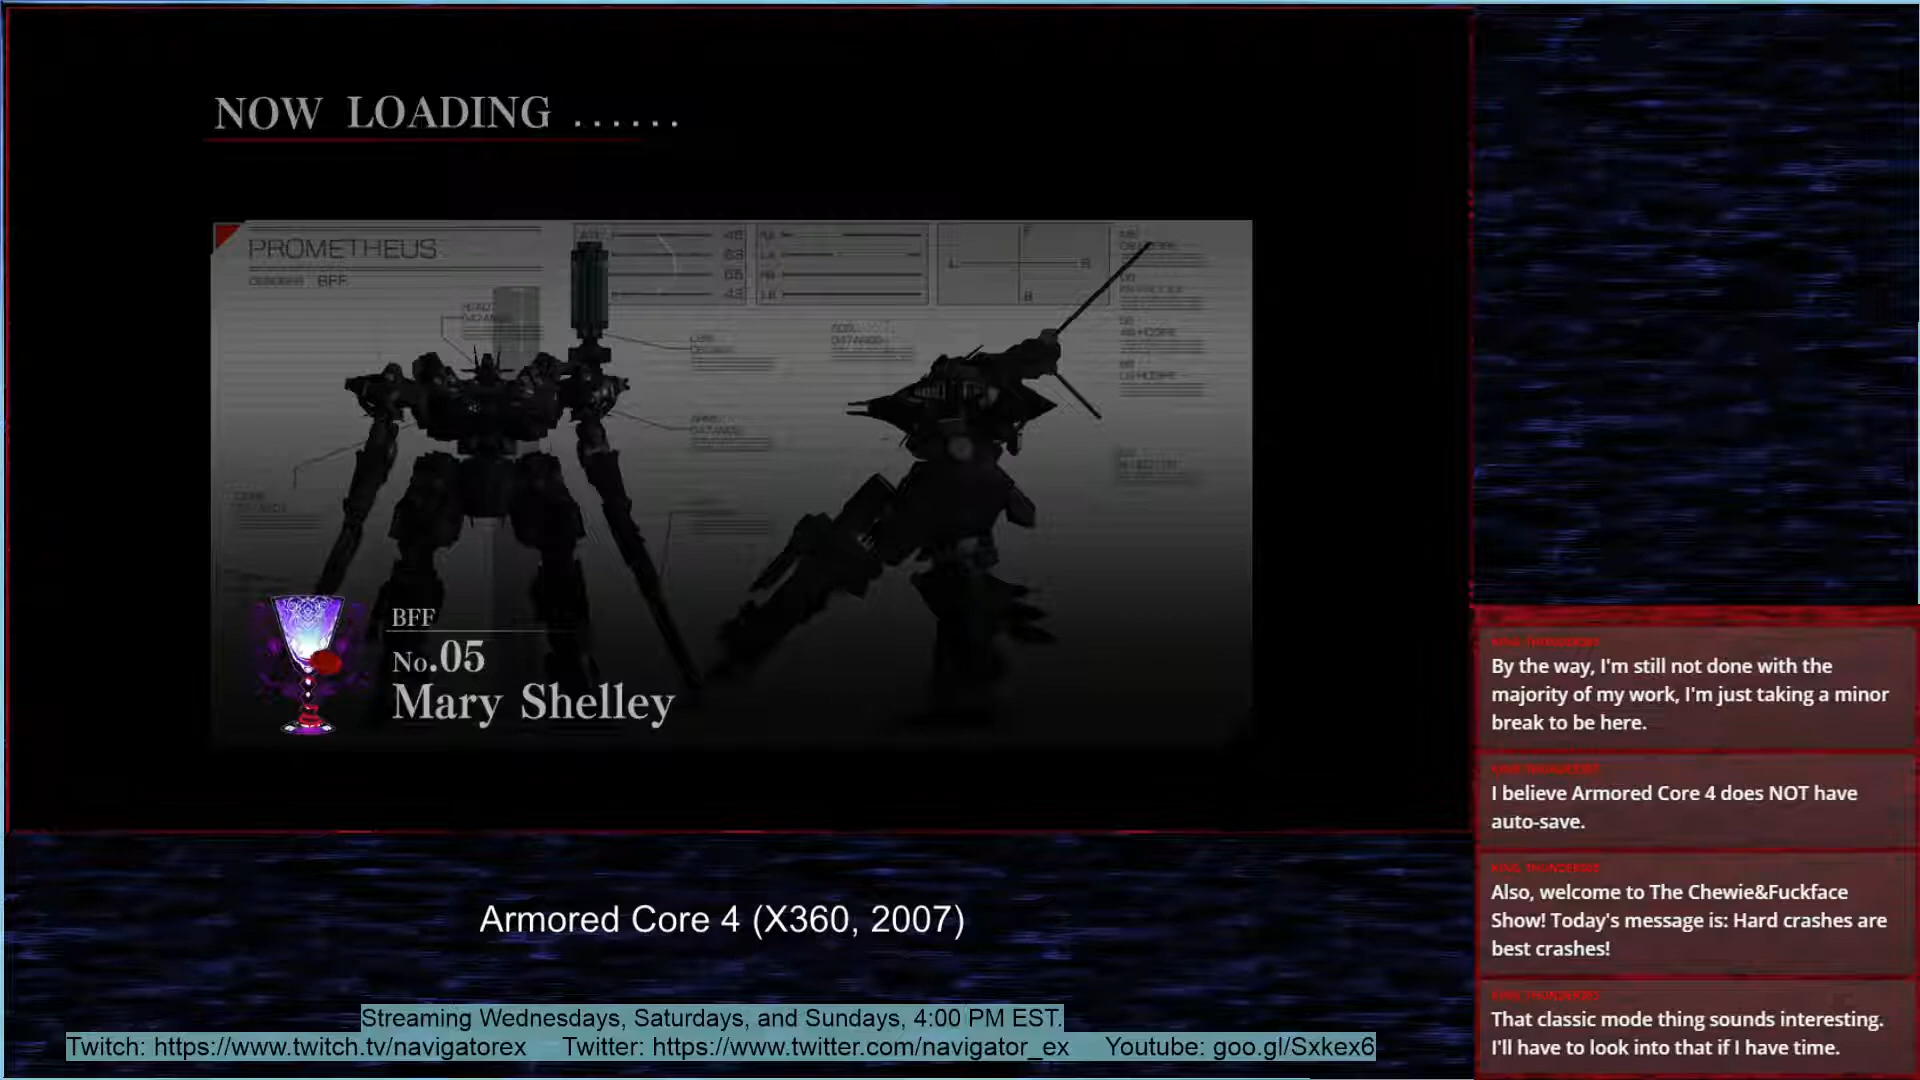 NOW LOADING ......
PROMETHEUS
BFF
BFF
No.05
Mary Shelley
By the way, I'm still not done with the
majority of my work, I'm just taking a minor
break to be here.
I believe Armored Core 4 does NOT have
auto-save.
Also, welcome to The Chewie&Fuckface
Show! Today's message is: Hard crashes are
best crashes!
That classic mode thing sounds interesting.
I'll have to look into that if I have time.
Armored Core 4 (X360, 2007)
Streaming Wednesdays, Saturdays, and Sundays, 4:00 PM EST.
Twitch: https://www.twitch.tv/navigatorex Twitter: https://www.twitter.com/navigator_ex Youtube: goo.gl/Sxkex6